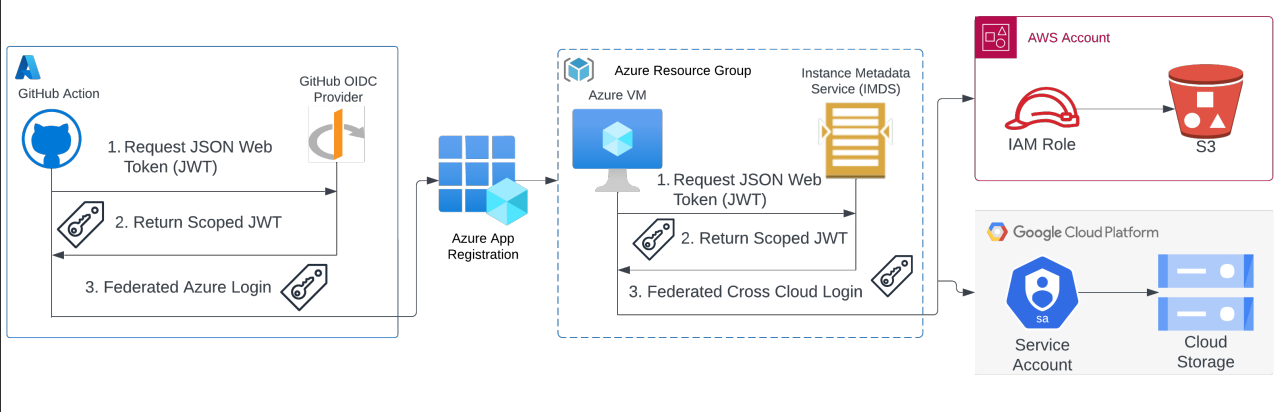 GitHub Action
GitHub OIDC
Provider
1. Request JSON Web
Token (JWT)
2. Return Scoped JWT
3. Federated Azure Login
Azure App
Registration
Azure Resource Group
Azure VM
Instance Metadata
Service (IMDS)
1. Request JSON Web
Token (JWT)
2. Return Scoped JWT
3. Federated Cross Cloud Login
AWS Account
IAM Role
S3
Google Cloud Platform
sa
Service
Account
Cloud
Storage